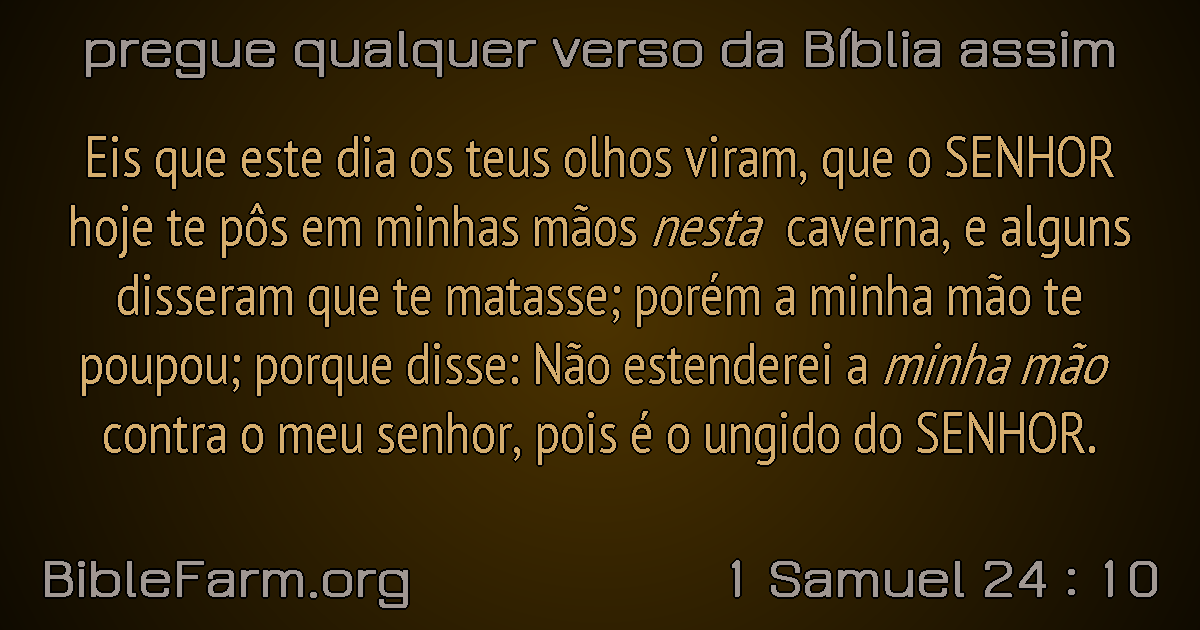 pregue qualquer verso da Bíblia assim
Eis que este dia os teus olhos viram, que o SENHOR
hoje te pôs em minhas mãos nesta caverna, e alguns
disseram que te matasse; porém a minha mão te
poupou; porque disse: Não estenderei a minha mão
contra o meu senhor, pois é o ungido do SENHOR.
BibleFarm.org
1 Samuel 24 : 10